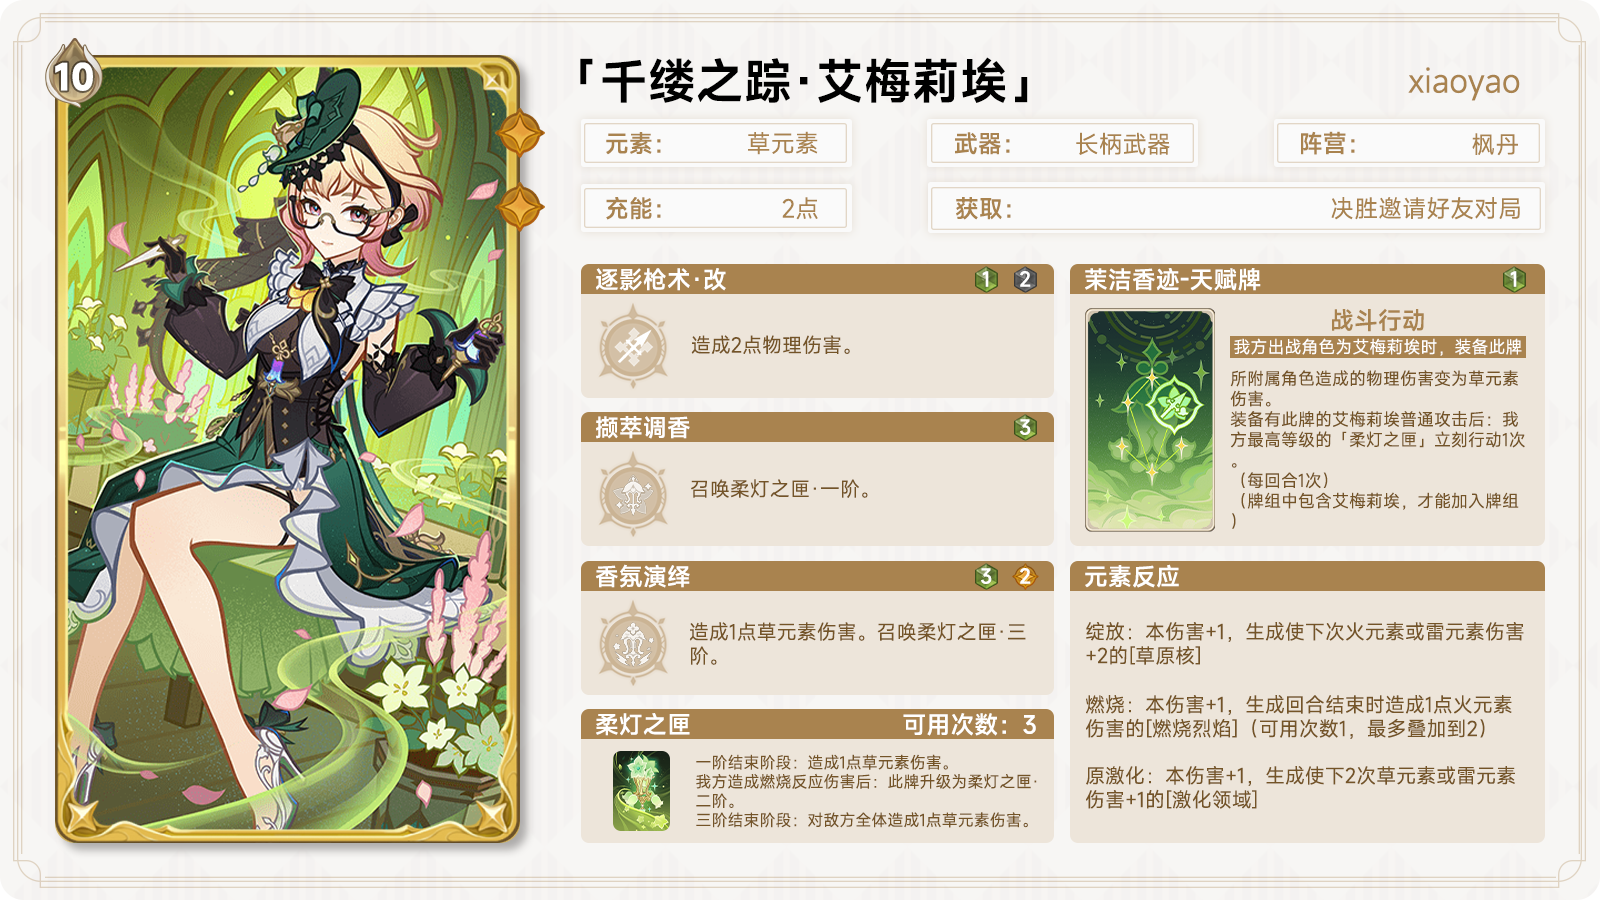 10
「千缕之踪·艾梅莉埃」
xiaoyao
元素： 草元素
武器： 长柄武器
阵营： 枫丹
充能： 2点
获取： 决胜邀请好友对局
逐影枪术·改 1 2
造成2点物理伤害。
撷萃调香 3
召唤柔灯之匣·一阶。
香氛演绎 3 2
造成1点草元素伤害。召唤柔灯之匣·三
阶。
柔灯之匣 可用次数：3
一阶结束阶段：造成1点草元素伤害。
我方造成燃烧反应伤害后：此牌升级为柔灯之匣·
二阶。
三阶结束阶段：对敌方全体造成1点草元素伤害。
茉洁香迹-天赋牌 1
战斗行动
我方出战角色为艾梅莉埃时，装备此牌
所附属角色造成的物理伤害变为草元素
伤害。
装备有此牌的艾梅莉埃普通攻击后：我
方最高等级的「柔灯之匣」立刻行动1次
。
（每回合1次）
（牌组中包含艾梅莉埃，才能加入牌组
）
元素反应
绽放：本伤害+1，生成使下次火元素或雷元素伤害
+2的[草原核]
燃烧：本伤害+1，生成回合结束时造成1点火元素
伤害的[燃烧烈焰]（可用次数1，最多叠加到2）
原激化：本伤害+1，生成使下2次草元素或雷元素
伤害+1的[激化领域]